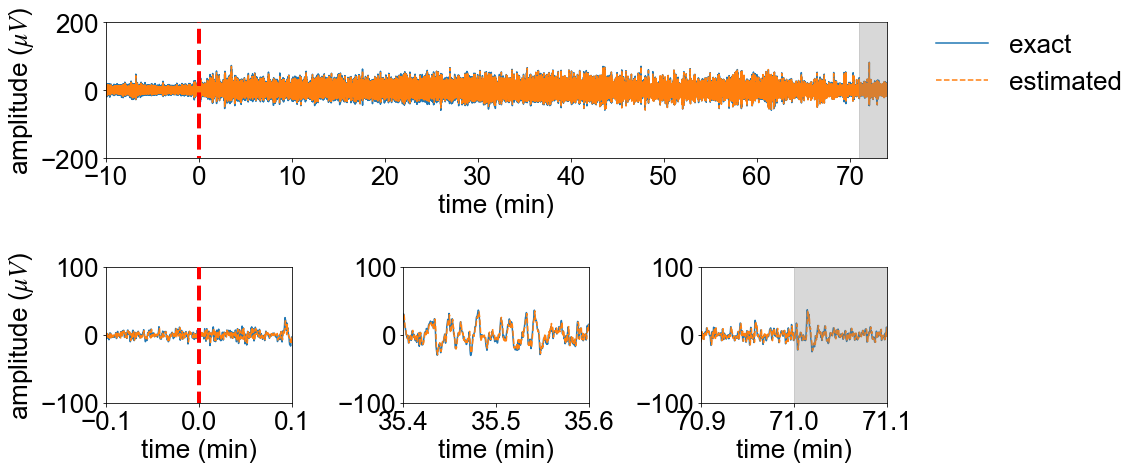 amplitude (μV)
200
0
−200
−10 0 10 20 30 40 50 60 70
time (min)
exact
estimated
amplitude (μV)
100
0
−100
−0.1 0.0 0.1
time (min)
100
0
−100
35.4 35.5 35.6
time (min)
100
0
−100
70.9 71.0 71.1
time (min)